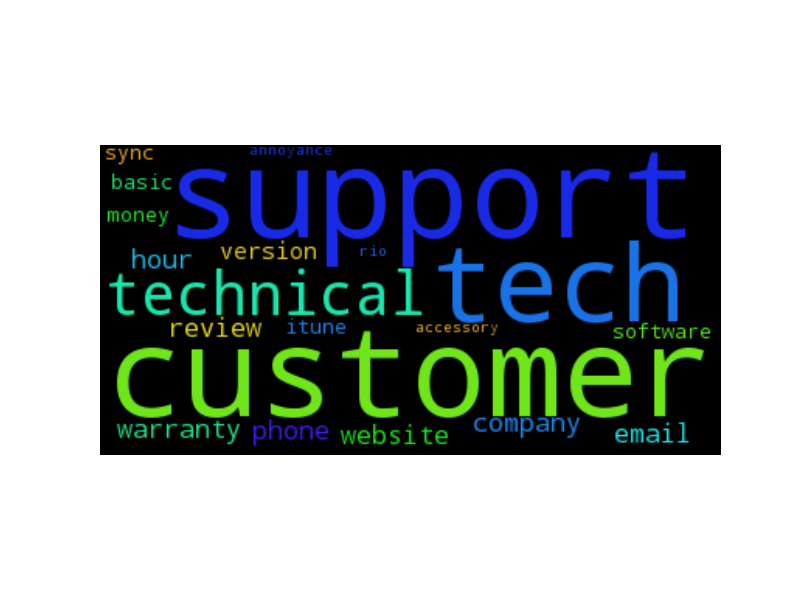 sync annoyance
basic support
money
hour version rio tech
technical
review itune accessory software
customer
warranty phone website company email